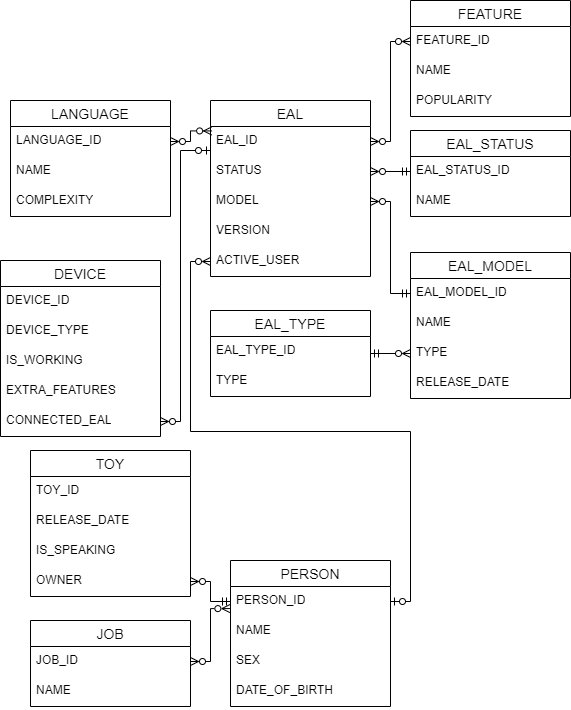 FEATURE
FEATURE_ID
NAME
POPULARITY
LANGUAGE
LANGUAGE_ID
NAME
COMPLEXITY
EAL
EAL_ID
STATUS
MODEL
VERSION
ACTIVE_USER
EAL_STATUS
EAL_STATUS_ID
NAME
DEVICE
DEVICE_ID
DEVICE_TYPE
IS_WORKING
EXTRA_FEATURES
CONNECTED_EAL
EAL_MODEL
EAL_MODEL_ID
NAME
TYPE
RELEASE_DATE
EAL_TYPE
EAL_TYPE_ID
TYPE
TOY
TOY_ID
RELEASE_DATE
IS_SPEAKING
OWNER
PERSON
PERSON_ID
NAME
SEX
DATE_OF_BIRTH
JOB
JOB_ID
NAME